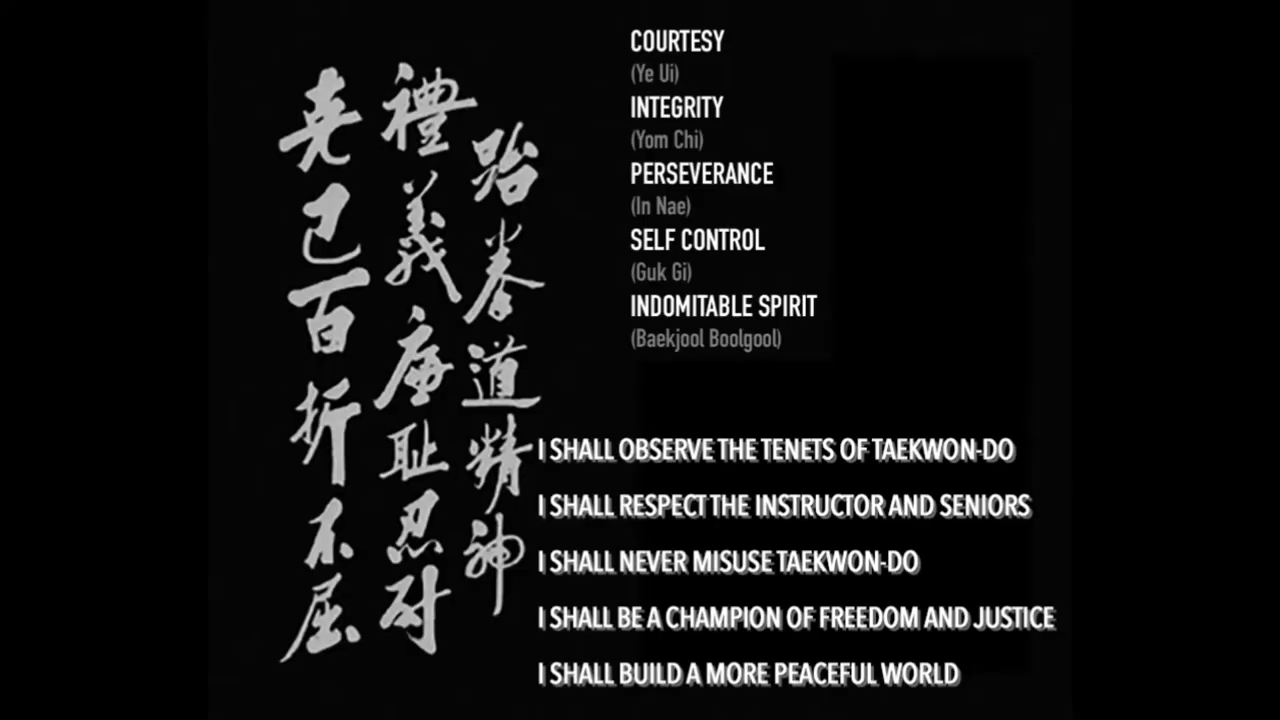 跆拳道精神
禮義廉耻忍耐
克己百折不屈
COURTESY
(Ye Ui)
INTEGRITY
(Yom Chi)
PERSEVERANCE
(In Nae)
SELF CONTROL
(Guk Gi)
INDOMITABLE SPIRIT
(Baekjool Boolgool)
I SHALL OBSERVE THE TENETS OF TAEKWON-DO
I SHALL RESPECT THE INSTRUCTOR AND SENIORS
I SHALL NEVER MISUSE TAEKWON-DO
I SHALL BE A CHAMPION OF FREEDOM AND JUSTICE
I SHALL BUILD A MORE PEACEFUL WORLD